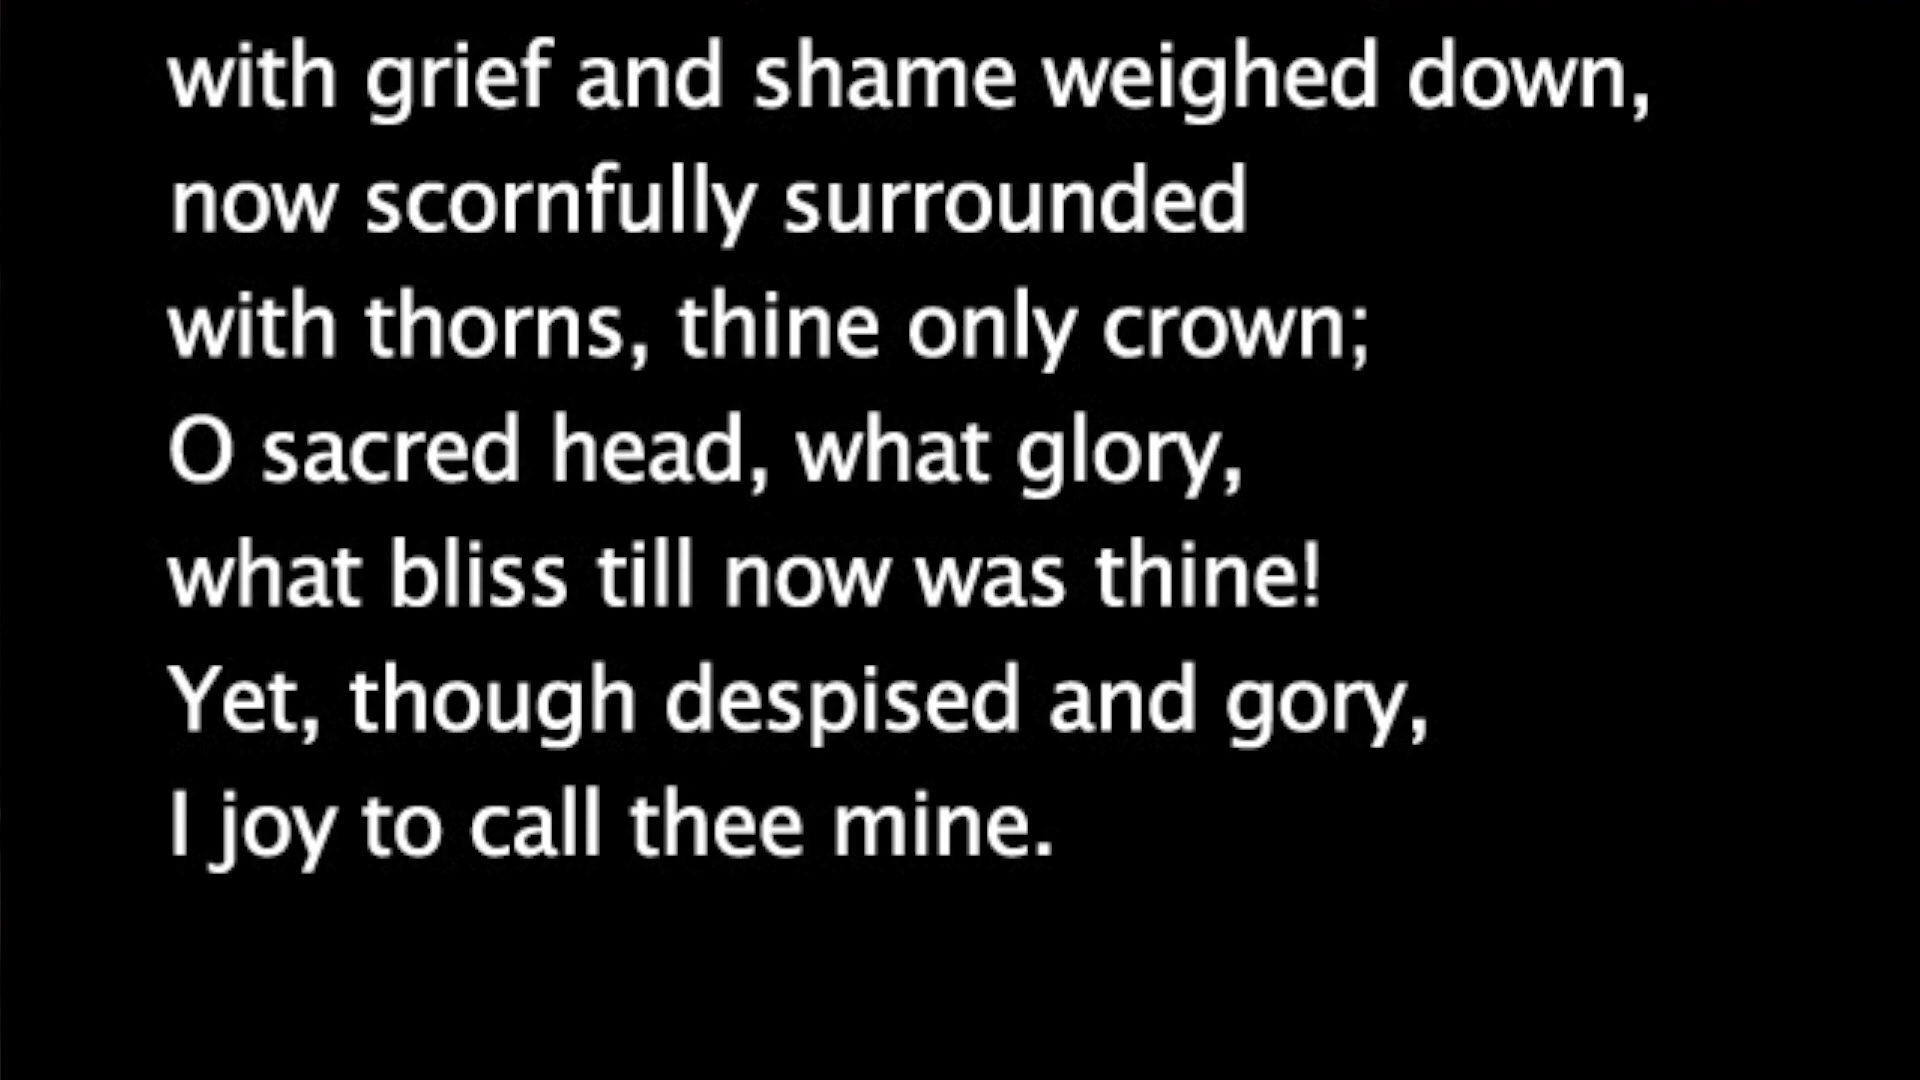 with grief and shame weighed down,
now scornfully surrounded
with thorns, thine only crown;
O sacred head, what glory,
what bliss till now was thine!
Yet, though despised and gory,
I joy to call thee mine.